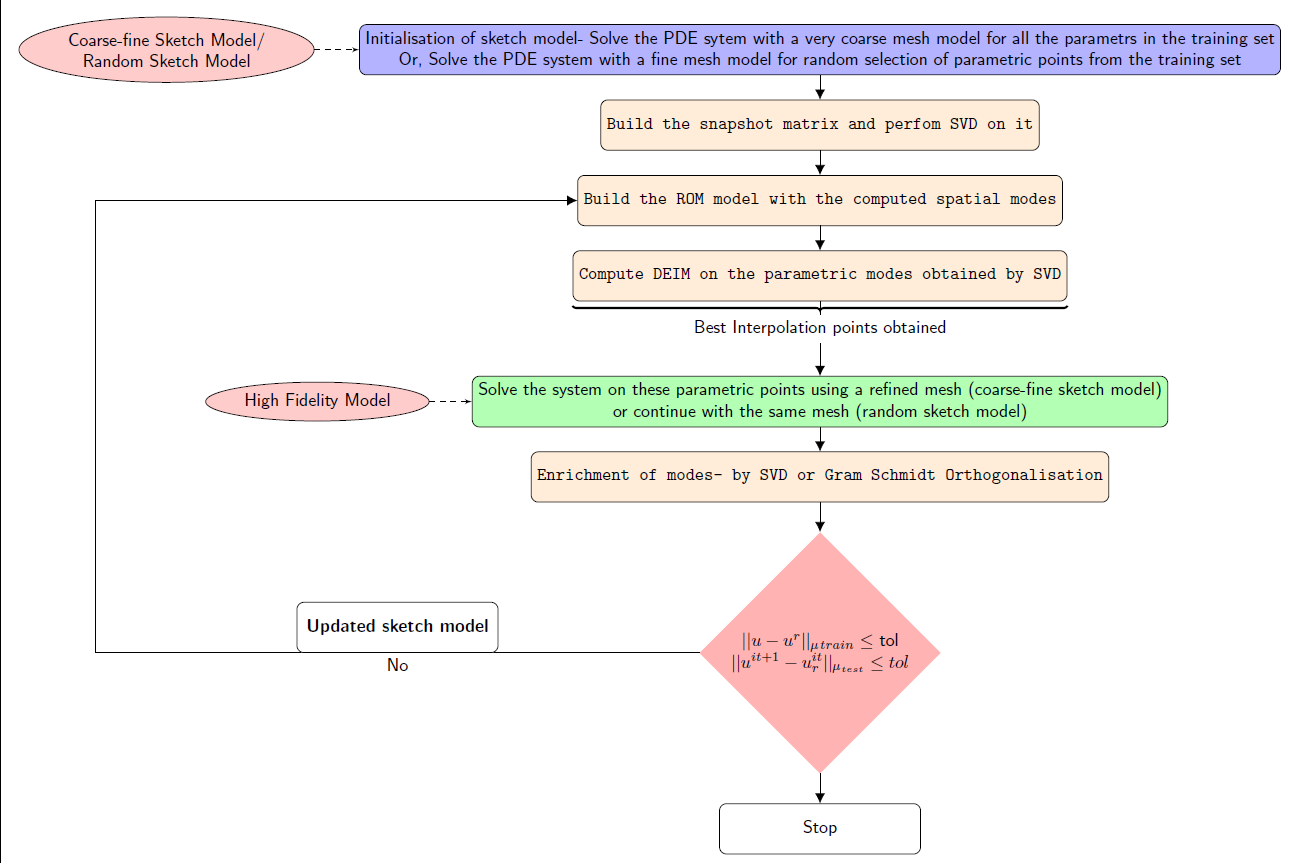 Coarse-fine Sketch Model/
Random Sketch Model
Initialisation of sketch model- Solve the PDE sytem with a very coarse mesh model for all the parametrs in the training set
Or, Solve the PDE system with a fine mesh model for random selection of parametric points from the training set
Build the snapshot matrix and perfom SVD on it
Build the ROM model with the computed spatial modes
Compute DEIM on the parametric modes obtained by SVD
Best Interpolation points obtained
High Fidelity Model
Solve the system on these parametric points using a refined mesh (coarse-fine sketch model)
or continue with the same mesh (random sketch model)
Enrichment of modes- by SVD or Gram Schmidt Orthogonalisation
Updated sketch model
No
$||u - u^r||_{\mu train} \leq$ tol
$||u^{it+1} - u_r^{it}||_{\mu_{test}} \leq tol$
Stop